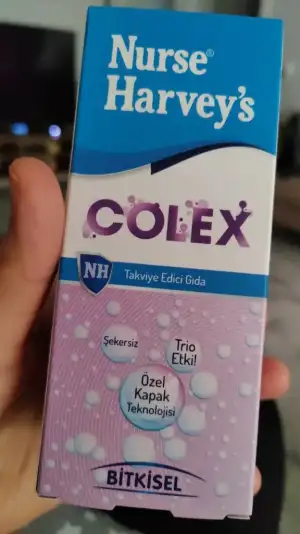 Nurse®
Harvey's
COLEX
NH
Takviye Edici Gıda
Şekersiz
Trio
Etki!
Özel
Kapak
Teknolojisi
BİTKİSEL